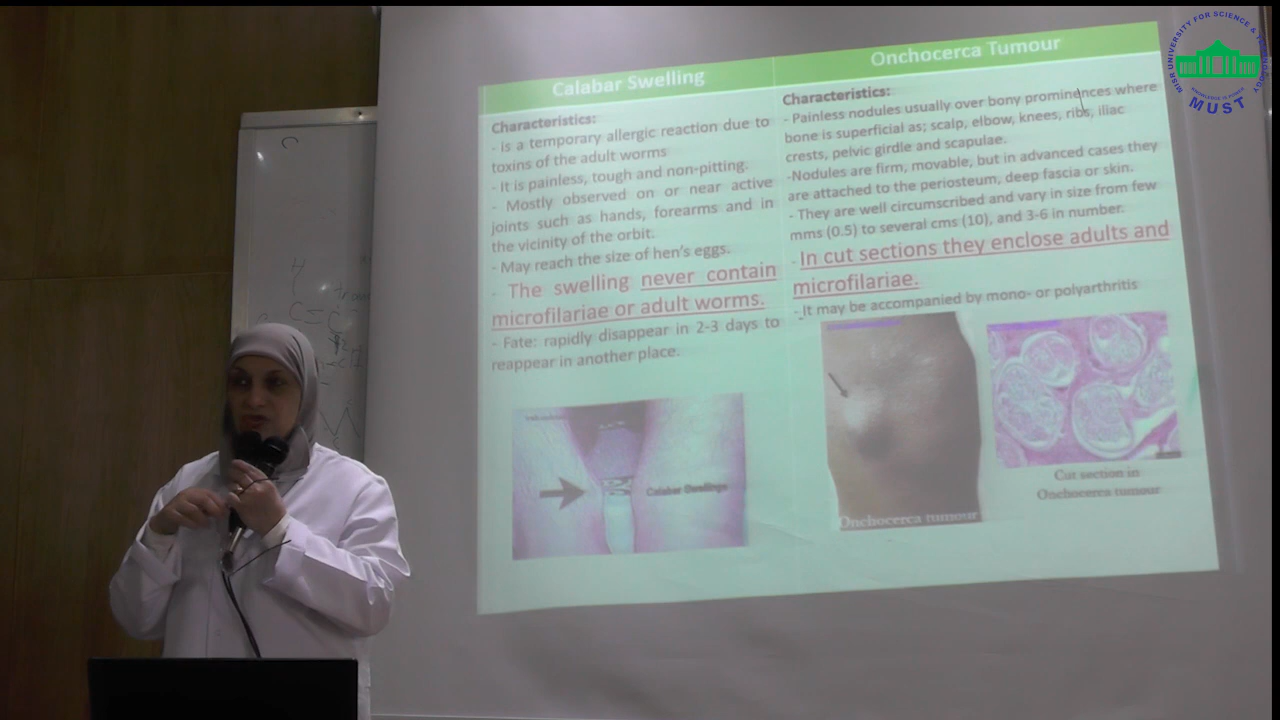 Calabar Swelling
Characteristics:
- is a temporary allergic reaction due to
toxins of the adult worms
- It is painless, tough and non-pitting.
- Mostly observed on or near active
joints such as hands, forearms and in
the vicinity of the orbit.
- May reach the size of hen's eggs.
- The swelling never contain
microfilariae or adult worms.
- Fate: rapidly disappear in 2-3 days to
reappear in another place.
Calabar Swellings
Onchocerca Tumour
Characteristics:
- Painless nodules usually over bony prominences where
bone is superficial as; scalp, elbow, knees, ribs, iliac
crests, pelvic girdle and scapulae.
-Nodules are firm, movable, but in advanced cases they
are attached to the periosteum, deep fascia or skin.
- They are well circumscribed and vary in size from few
mms (0.5) to several cms (10), and 3-6 in number.
- In cut sections they enclose adults and
microfilariae.
- It may be accompanied by mono- or polyarthritis
Onchocerca tumour
Cut section in
Onchocerca tumour
MISR UNIVERSITY FOR SCIENCE & TECHNOLOGY
KNOWLEDGE IS POWER
MUST